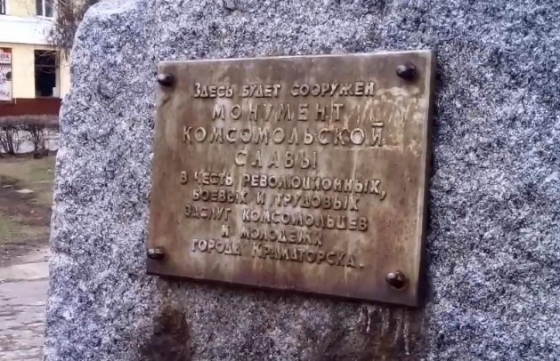 Здесь будет сооружен
монумент
комсомольской
славы
в честь революционных,
боевых и трудовых
заслуг комсомольцев
и молодежи
города Краматорска.